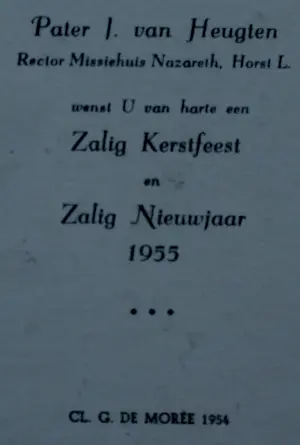 Pater J. van Heugten
Rector Missiehuis Nazareth, Horst L.
wenst U van harte een
Zalig Kerstfeest
en
Zalig Nieuwjaar
1955
• • •
CL. G. DE MORÉE 1954